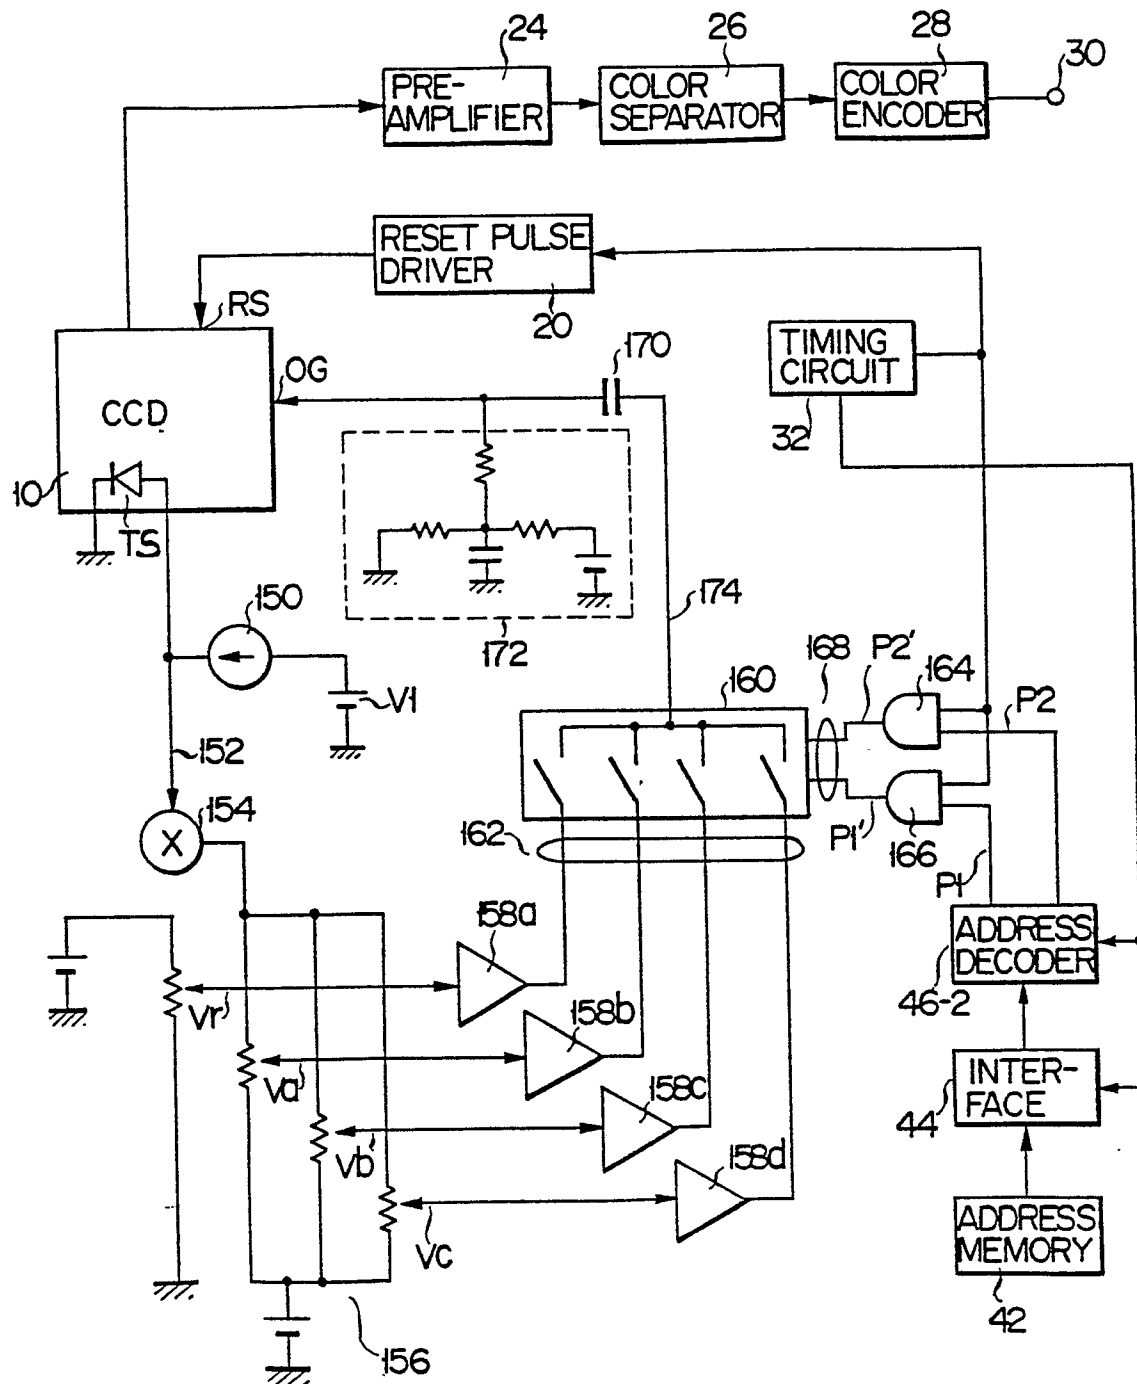 24
26
28
30
PRE-
AMPLIFIER
COLOR
SEPARATOR
COLOR
ENCODER
RESET PULSE
DRIVER
20
RS
170
TIMING
CIRCUIT
32
OG
CCD
10
TS
172
174
150
V1
152
154
X
160
168
P2'
164
P2
162
P1'
166
P1
158a
ADDRESS
DECODER
46-2
Vr
158b
Va
158c
INTER-
FACE
44
Vb
158d
Vc
ADDRESS
MEMORY
42
156